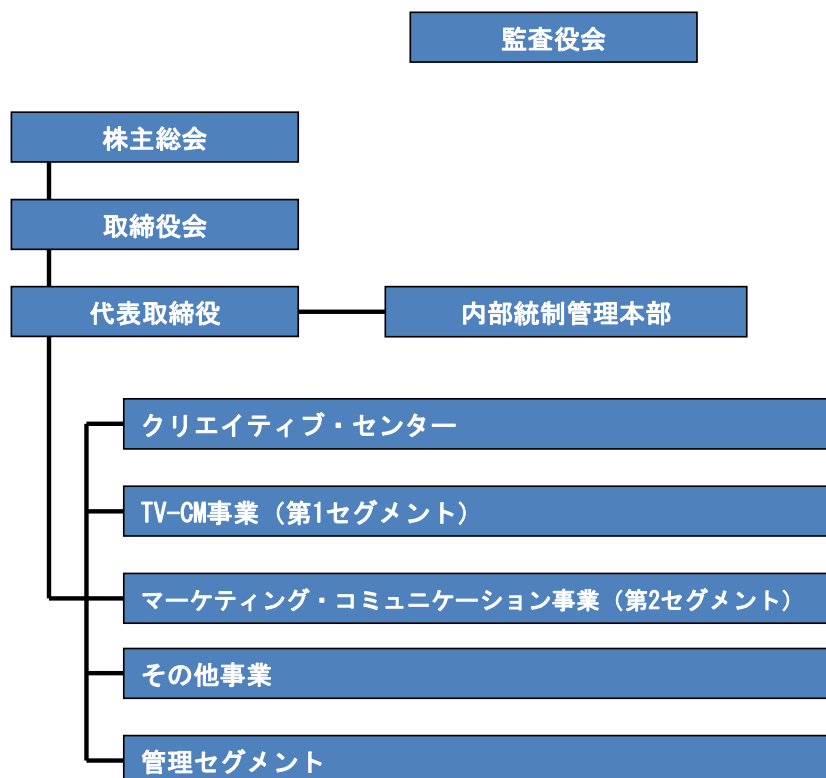 監査役会
株主総会
取締役会
代表取締役
内部統制管理本部
クリエイティブ・センター
TV-CM事業（第1セグメント）
マーケティング・コミュニケーション事業（第2セグメント）
その他事業
管理セグメント